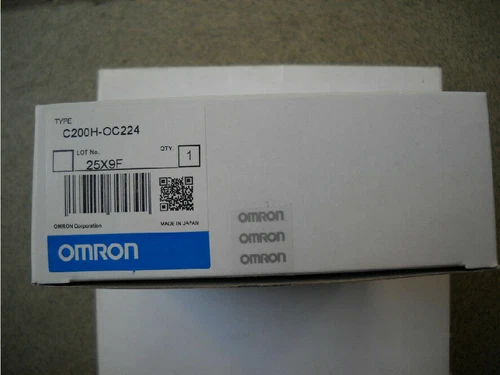 TYPE
C200H-OC224
LOT No.
QTY.
25X9F
1
OMRON Corporation
MADE IN JAPAN
OMRON
OMRON
OMRON
OMRON